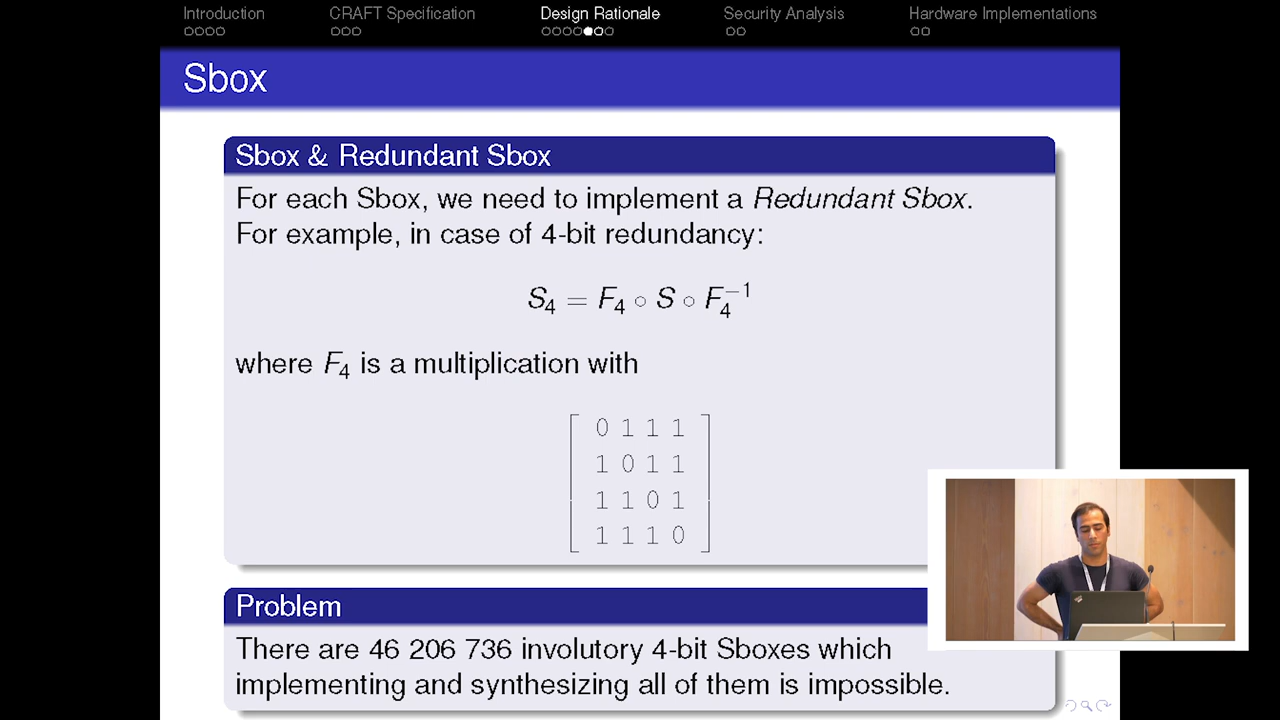 Introduction CRAFT Specification Design Rationale Security Analysis Hardware Implementations
Sbox
Sbox & Redundant Sbox
For each Sbox, we need to implement a Redundant Sbox.
For example, in case of 4-bit redundancy:
S₄ = F₄ ∘ S ∘ F₄⁻¹
where F₄ is a multiplication with
0 1 1 1
1 0 1 1
1 1 0 1
1 1 1 0
Problem
There are 46 206 736 involutory 4-bit Sboxes which
implementing and synthesizing all of them is impossible.